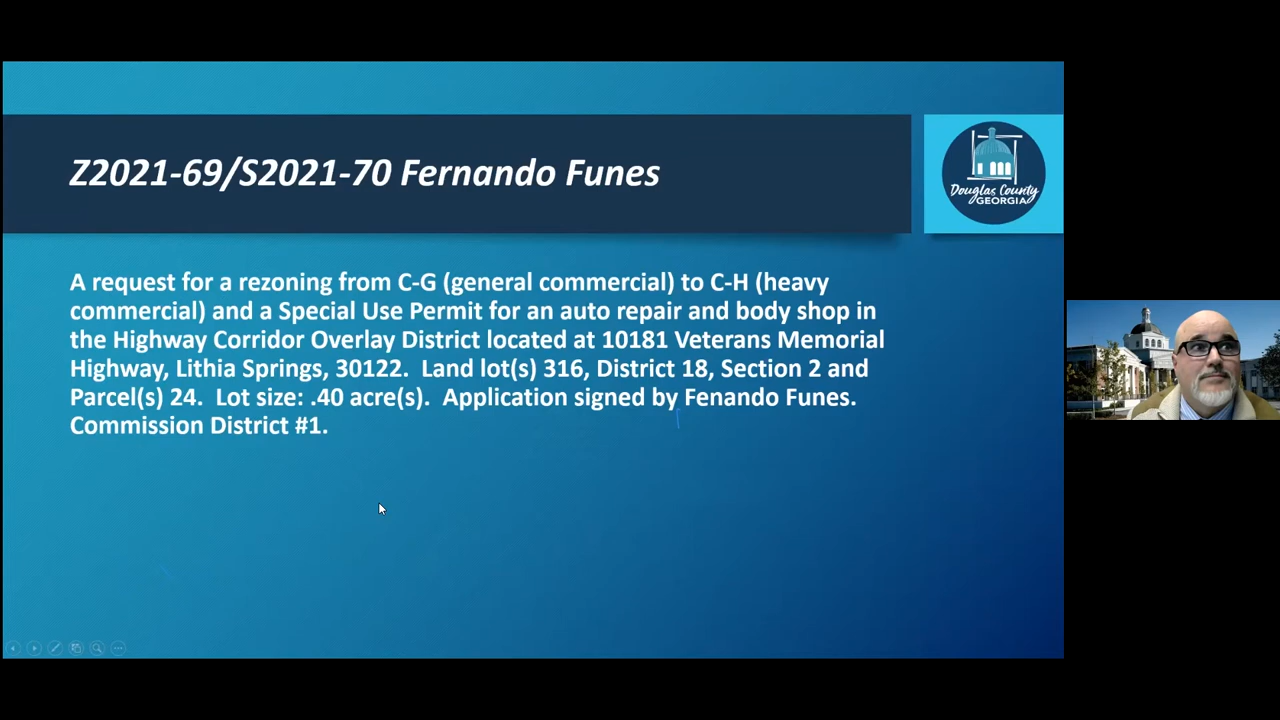 Z2021-69/S2021-70 Fernando Funes
Douglas County
GEORGIA
A request for a rezoning from C-G (general commercial) to C-H (heavy
commercial) and a Special Use Permit for an auto repair and body shop in
the Highway Corridor Overlay District located at 10181 Veterans Memorial
Highway, Lithia Springs, 30122.  Land lot(s) 316, District 18, Section 2 and
Parcel(s) 24.  Lot size: .40 acre(s).  Application signed by Fenando Funes.
Commission District #1.